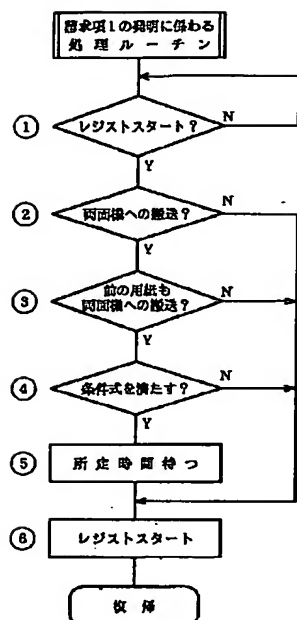 請求項1の発明に係わる
処理ルーチン
① レジストスタート? N
Y
② 両面機への搬送? N
Y
③ 前の用紙も
両面機への搬送? N
Y
④ 条件式を満たす? N
Y
⑤ 所定時間待つ
⑥ レジストスタート